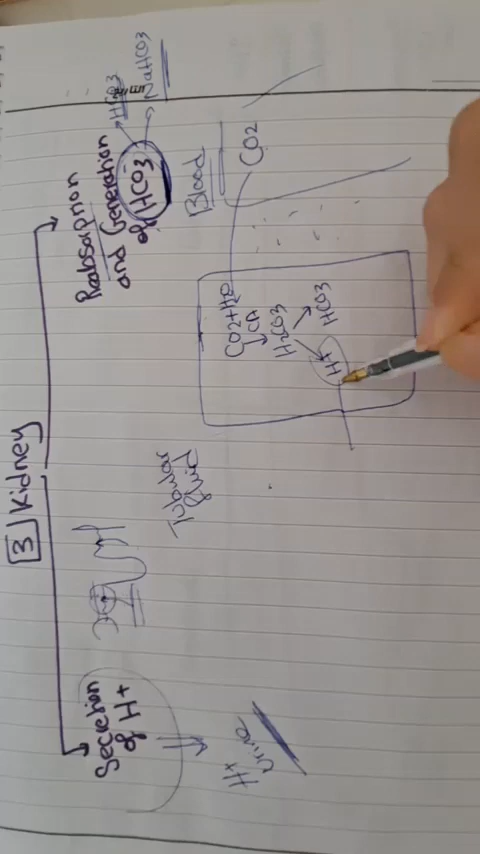 3 Kidney
Secretion
of H+
H+
urine
Reabsorption
and Generation
of HCO3
HCO3
NaHCO3
Tubular
fluid
Blood
CO2
CO2+H2O
CA
H2CO3
H+
HCO3